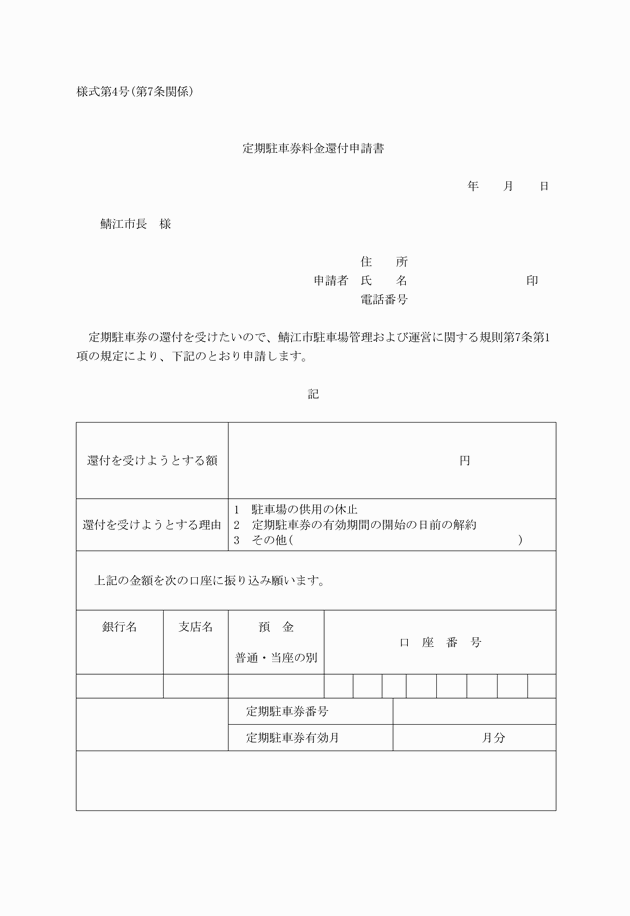 様式第4号(第7条関係)
定期駐車券料金還付申請書
年　　月　　日
鯖江市長　様
住　　所
申請者　氏　　名　　　　　　　　　　印
電話番号
定期駐車券の還付を受けたいので、鯖江市駐車場管理および運営に関する規則第7条第1
項の規定により、下記のとおり申請します。
記
還付を受けようとする額　　　　円
還付を受けようとする理由
1　駐車場の供用の休止
2　定期駐車券の有効期間の開始の日前の解約
3　その他(　　　　　　　　　　　　　　　　　　　)
上記の金額を次の口座に振り込み願います。
銀行名　支店名　預　金
普通・当座の別
口　座　番　号
定期駐車券番号
定期駐車券有効月　　　　月分